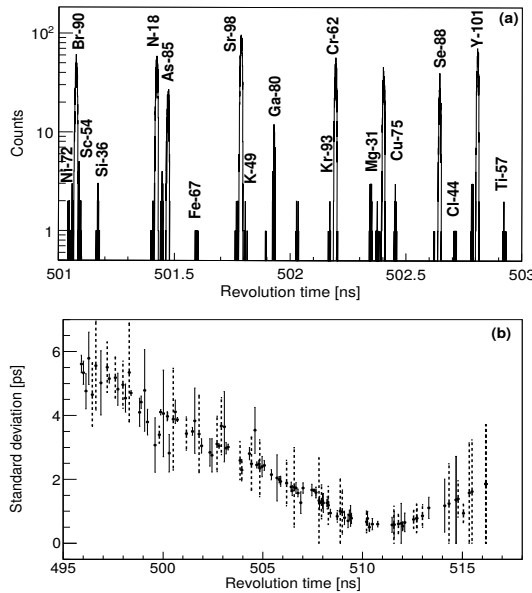 (a)
Counts
10²
10
1
Ni-72
Br-90
Sc-54
Si-36
N-18
As-85
Fe-67
Sr-98
K-49
Ga-80
Kr-93
Cr-62
Mg-31
Cu-75
Se-88
Cl-44
Y-101
Ti-57
501 501.5 502 502.5 503
Revolution time [ns]
(b)
Standard deviation [ps]
6
4
2
0
495 500 505 510 515
Revolution time [ns]